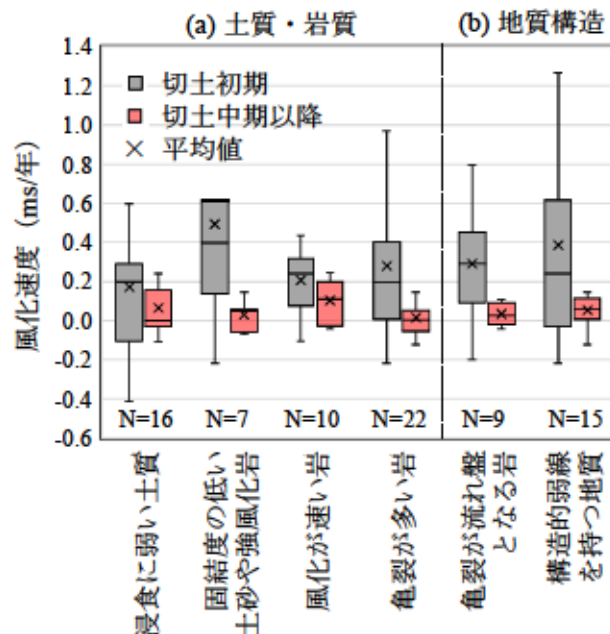 (a) 土質・岩質
(b) 地質構造
1.4
1.2
1.0
0.8
0.6
0.4
0.2
0.0
-0.2
-0.4
-0.6
風化速度（ms/年）
切土初期
切土中期以降
平均値
N=16
N=7
N=10
N=22
N=9
N=15
浸食に弱い土質
固結度の低い
土砂や強風化岩
風化が速い岩
亀裂が多い岩
亀裂が流れ盤
となる岩
構造的弱線
を持つ地質